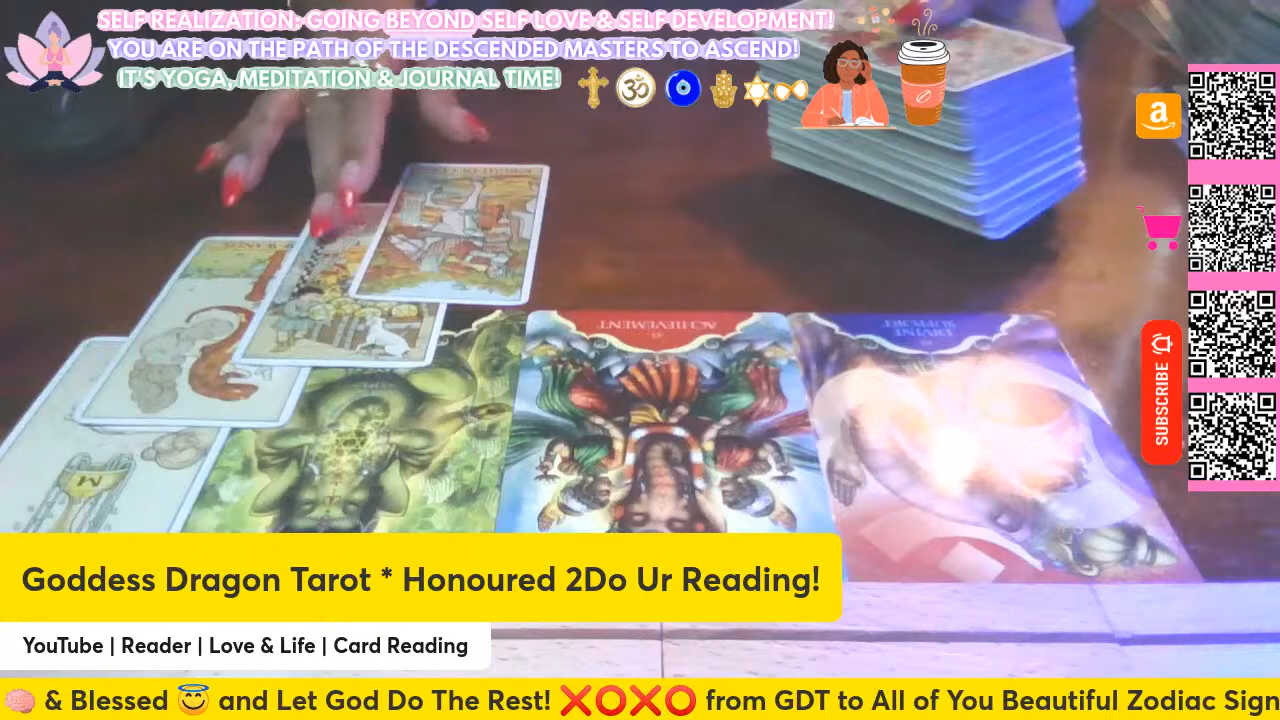 SELF REALIZATION: GOING BEYOND SELF LOVE & SELF DEVELOPMENT!
YOU ARE ON THE PATH OF THE DESCENDED MASTERS TO ASCEND!
IT'S YOGA, MEDITATION & JOURNAL TIME!
a
SUBSCRIBE
ACHIEVEMENT
DIVINE
SUPPORT
M
Goddess Dragon Tarot * Honoured 2Do Ur Reading!
YouTube | Reader | Love & Life | Card Reading
& Blessed 😇 and Let God Do The Rest! ❌⭕❌⭕ from GDT to All of You Beautiful Zodiac Sign